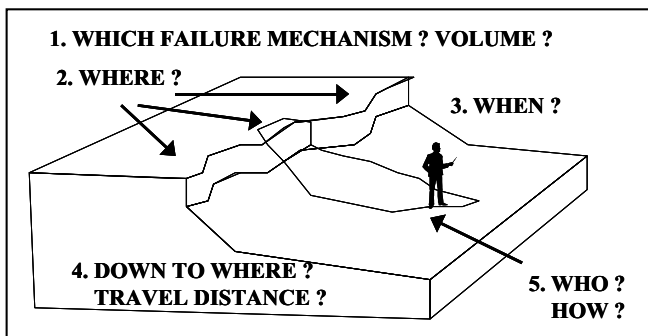 1. WHICH FAILURE MECHANISM ? VOLUME ?
2. WHERE ?
3. WHEN ?
4. DOWN TO WHERE ?
TRAVEL DISTANCE ?
5. WHO ?
HOW ?